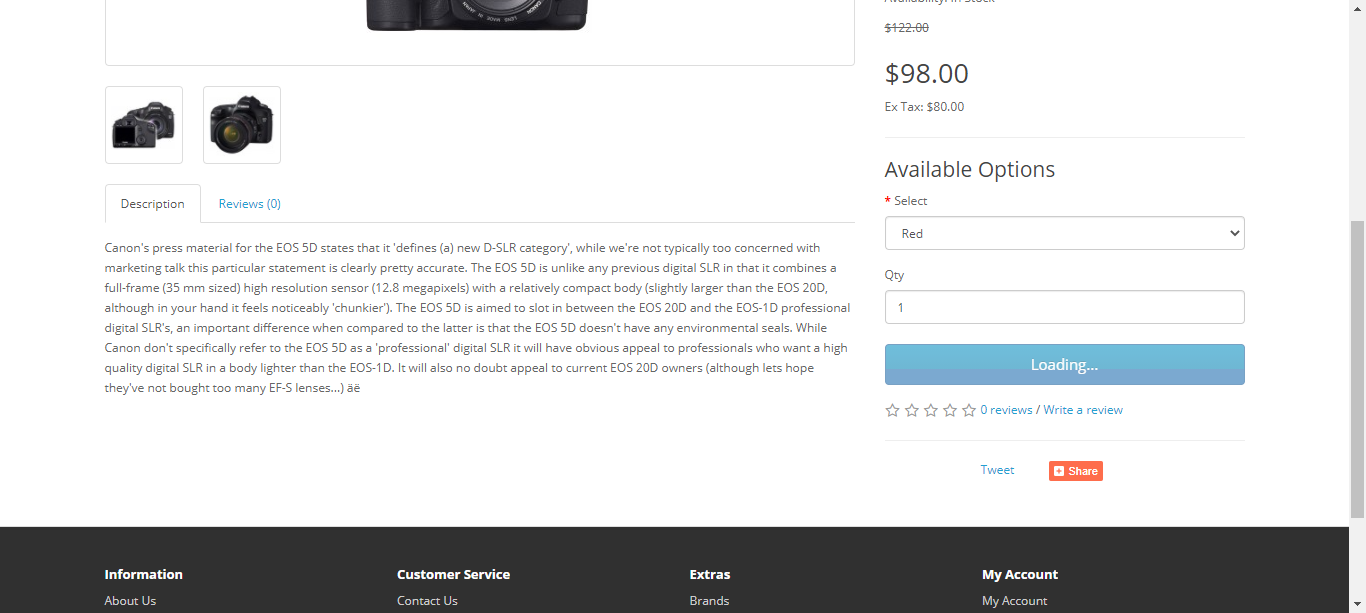 Availability: In Stock
$122.00
$98.00
Ex Tax: $80.00
Description
Reviews (0)
Canon's press material for the EOS 5D states that it 'defines (a) new D-SLR category', while we're not typically too concerned with
marketing talk this particular statement is clearly pretty accurate. The EOS 5D is unlike any previous digital SLR in that it combines a
full-frame (35 mm sized) high resolution sensor (12.8 megapixels) with a relatively compact body (slightly larger than the EOS 20D,
although in your hand it feels noticeably 'chunkier'). The EOS 5D is aimed to slot in between the EOS 20D and the EOS-1D professional
digital SLR's, an important difference when compared to the latter is that the EOS 5D doesn't have any environmental seals. While
Canon don't specifically refer to the EOS 5D as a 'professional' digital SLR it will have obvious appeal to professionals who want a high
quality digital SLR in a body lighter than the EOS-1D. It will also no doubt appeal to current EOS 20D owners (although lets hope
they've not bought too many EF-S lenses...) äë
Available Options
* Select
Red
Qty
1
Loading...
0 reviews / Write a review
Tweet
Share
Information
About Us
Customer Service
Contact Us
Extras
Brands
My Account
My Account